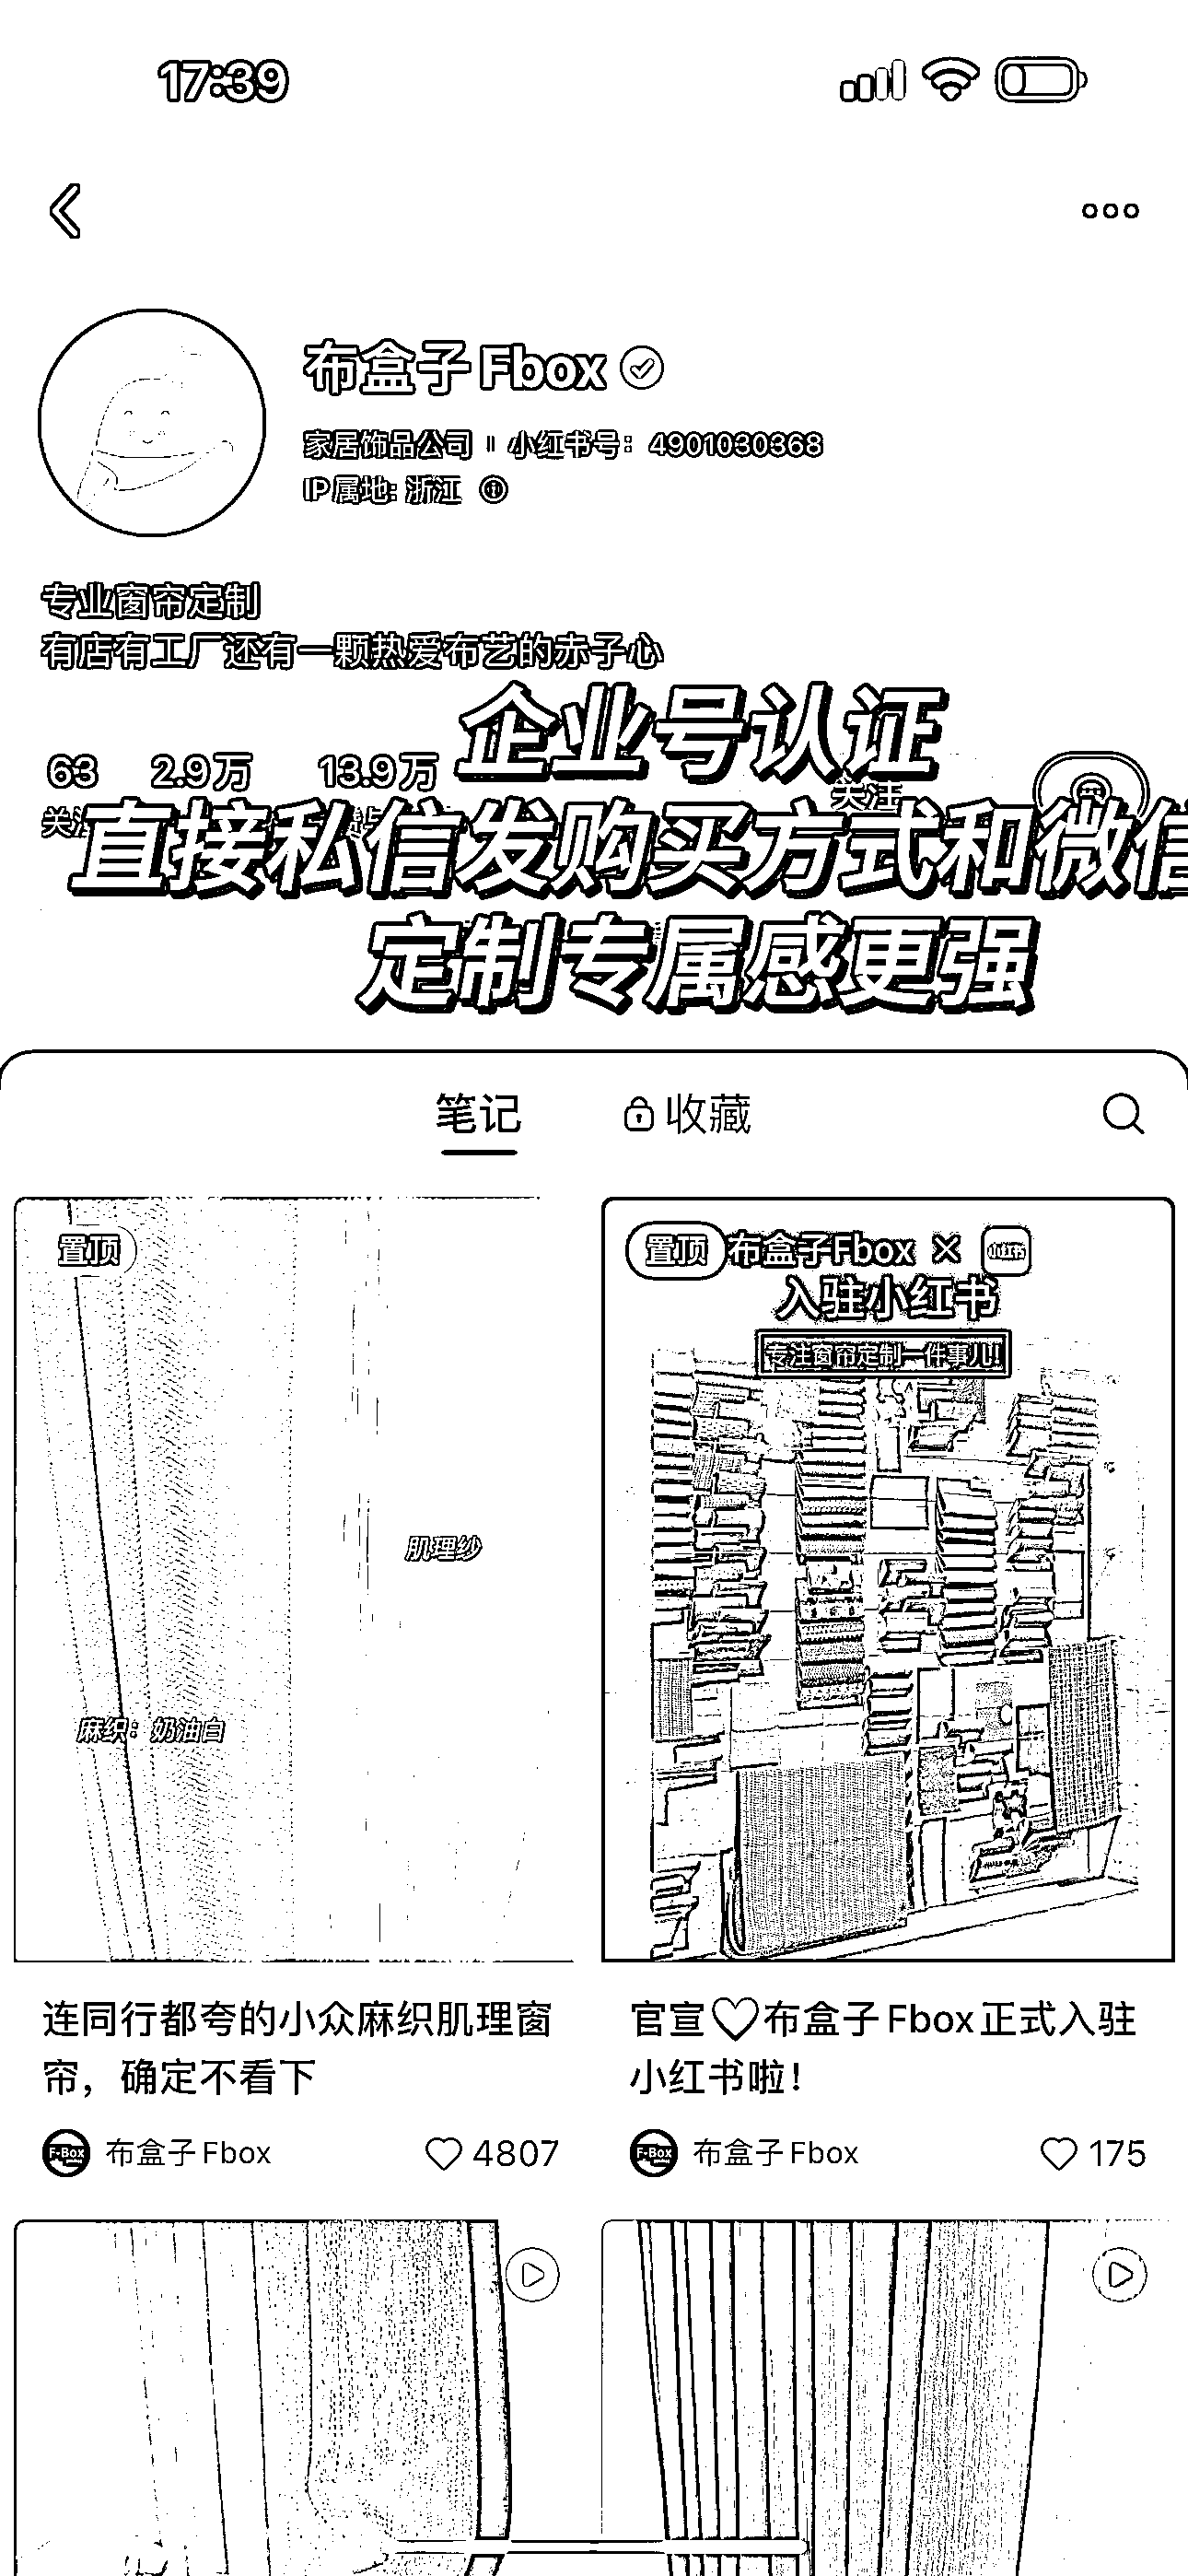 17:39
布盒子 Fbox
家居饰品公司 小红书号：4901030368
IP属地：浙江
专业窗帘定制
有店有工厂还有一颗热爱布艺的赤子心
企业号认证
63 2.9万 13.9万
关注
直接私信发购买方式和微信
定制专属感更强
笔记 收藏
置顶
肌理纱
麻织：奶油白
置顶 布盒子Fbox × 小红书
入驻小红书
专注窗帘定制一件事儿!
连同行都夸的小众麻织肌理窗
帘，确定不看下
F-Box 布盒子 Fbox 4807
官宣♡布盒子 Fbox 正式入驻
小红书啦！
F-Box 布盒子 Fbox 175